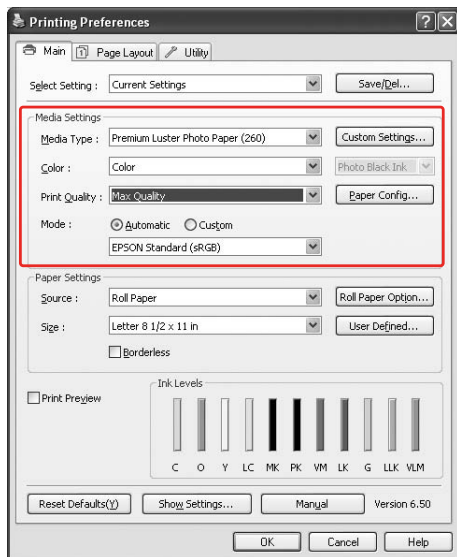 Printing Preferences
Main Page Layout Utility
Select Setting : Current Settings Save/Del...
Media Settings
Media Type : Premium Luster Photo Paper (260) Custom Settings...
Color : Color Photo Black Ink
Print Quality : Max Quality Paper Config...
Mode : Automatic Custom
EPSON Standard (sRGB)
Paper Settings
Source : Roll Paper Roll Paper Option...
Size : Letter 8 1/2 x 11 in User Defined...
Borderless
Print Preview
Ink Levels
C O Y LC MK PK VM LK G LLK VLM
Reset Defaults(Y) Show Settings... Manual Version 6.50
OK Cancel Help